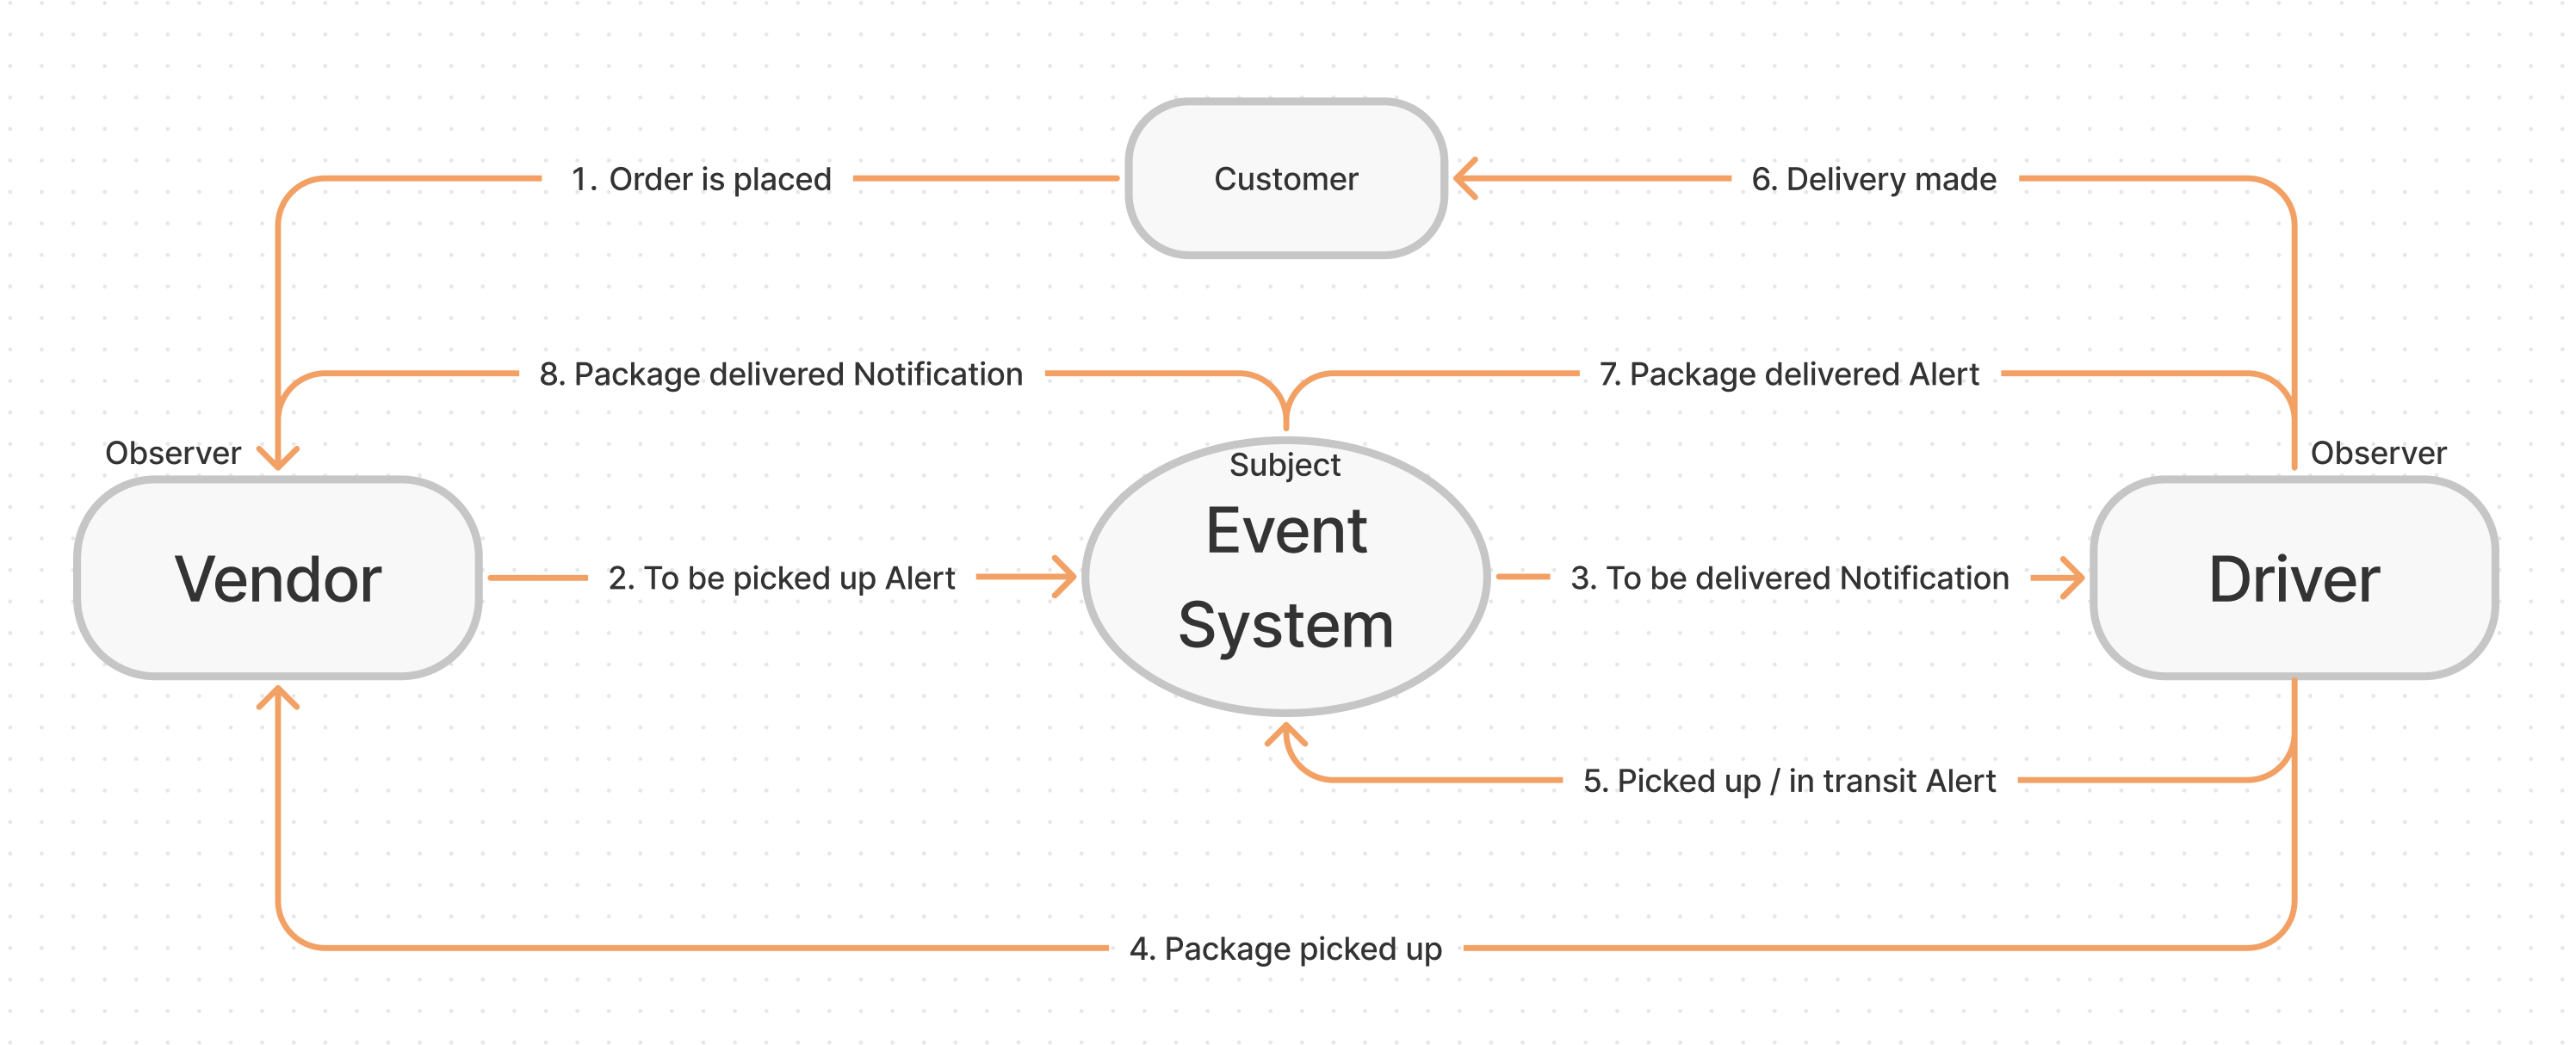 Customer
1. Order is placed
6. Delivery made
8. Package delivered Notification
7. Package delivered Alert
Observer
Subject
Observer
Vendor
2. To be picked up Alert
Event
System
3. To be delivered Notification
Driver
5. Picked up / in transit Alert
4. Package picked up